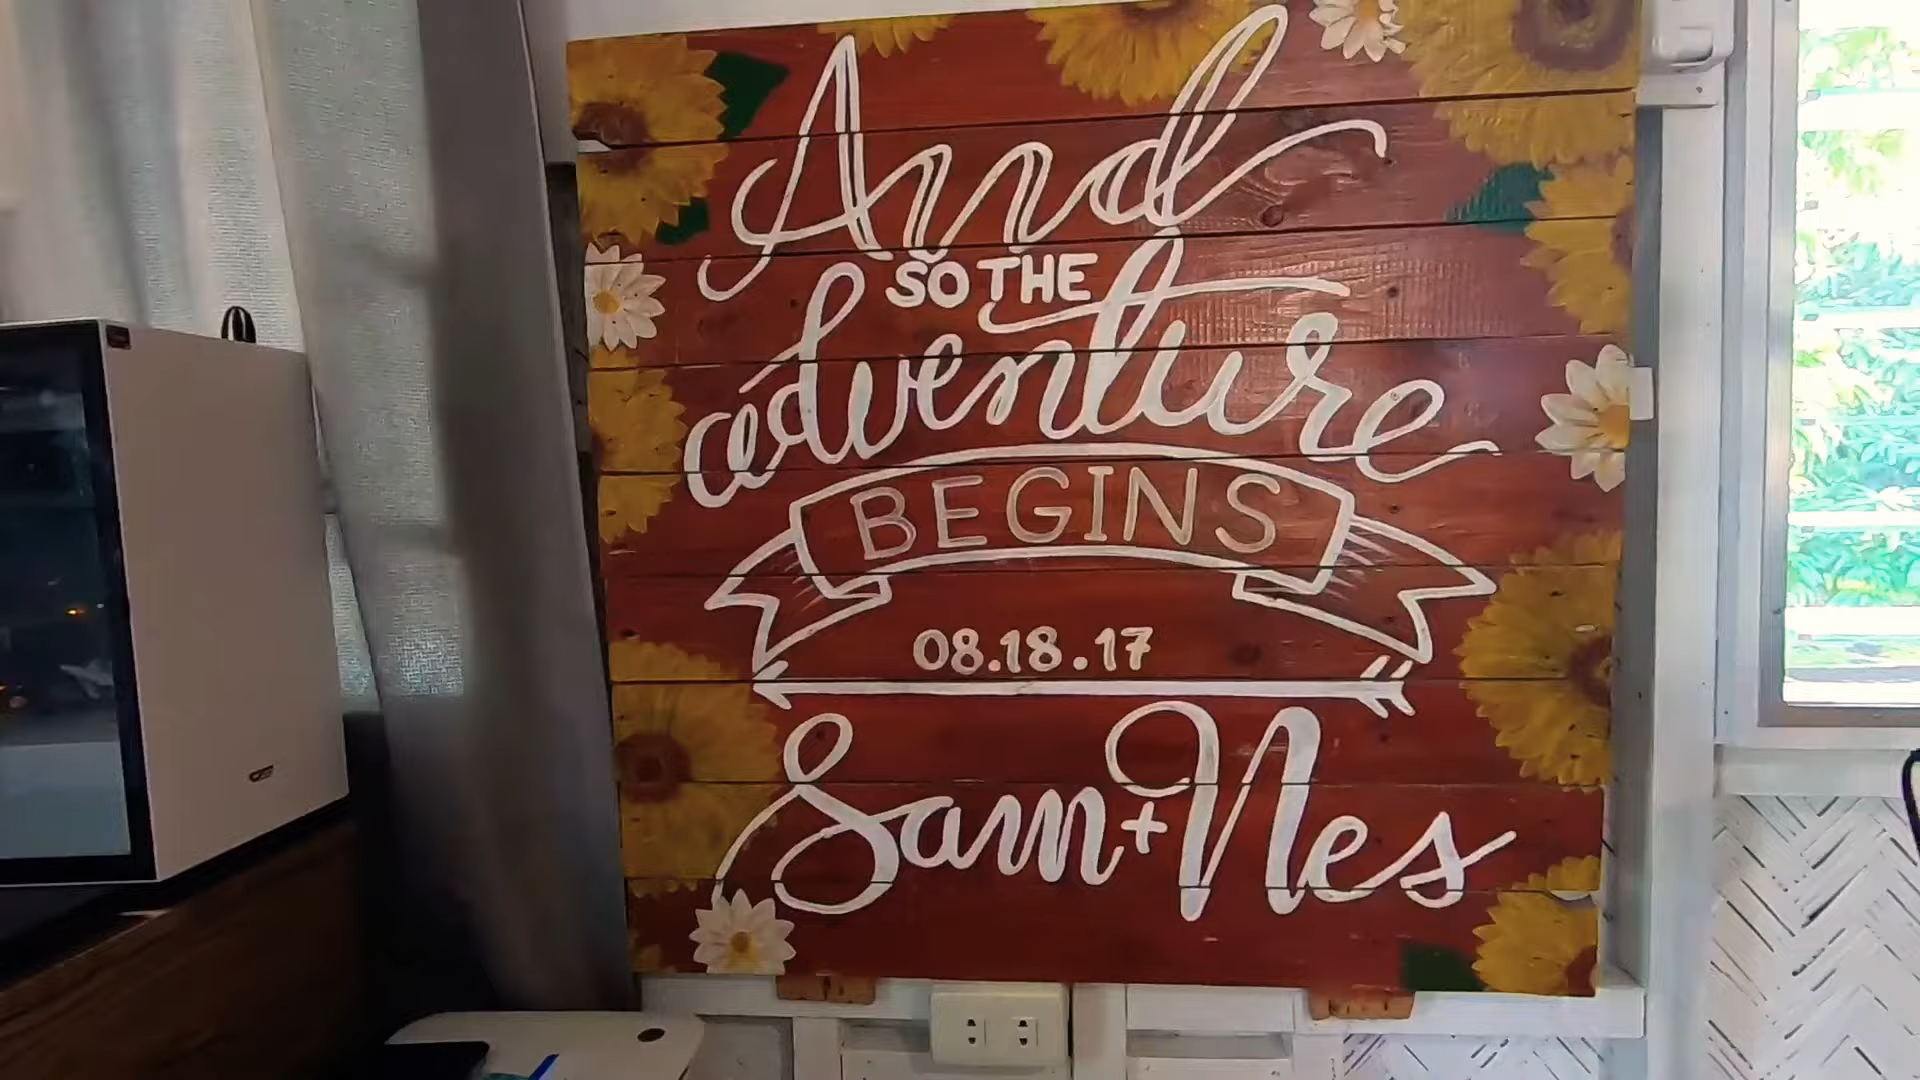 And
SO THE
adventure
BEGINS
08.18.17
Sam + Nes